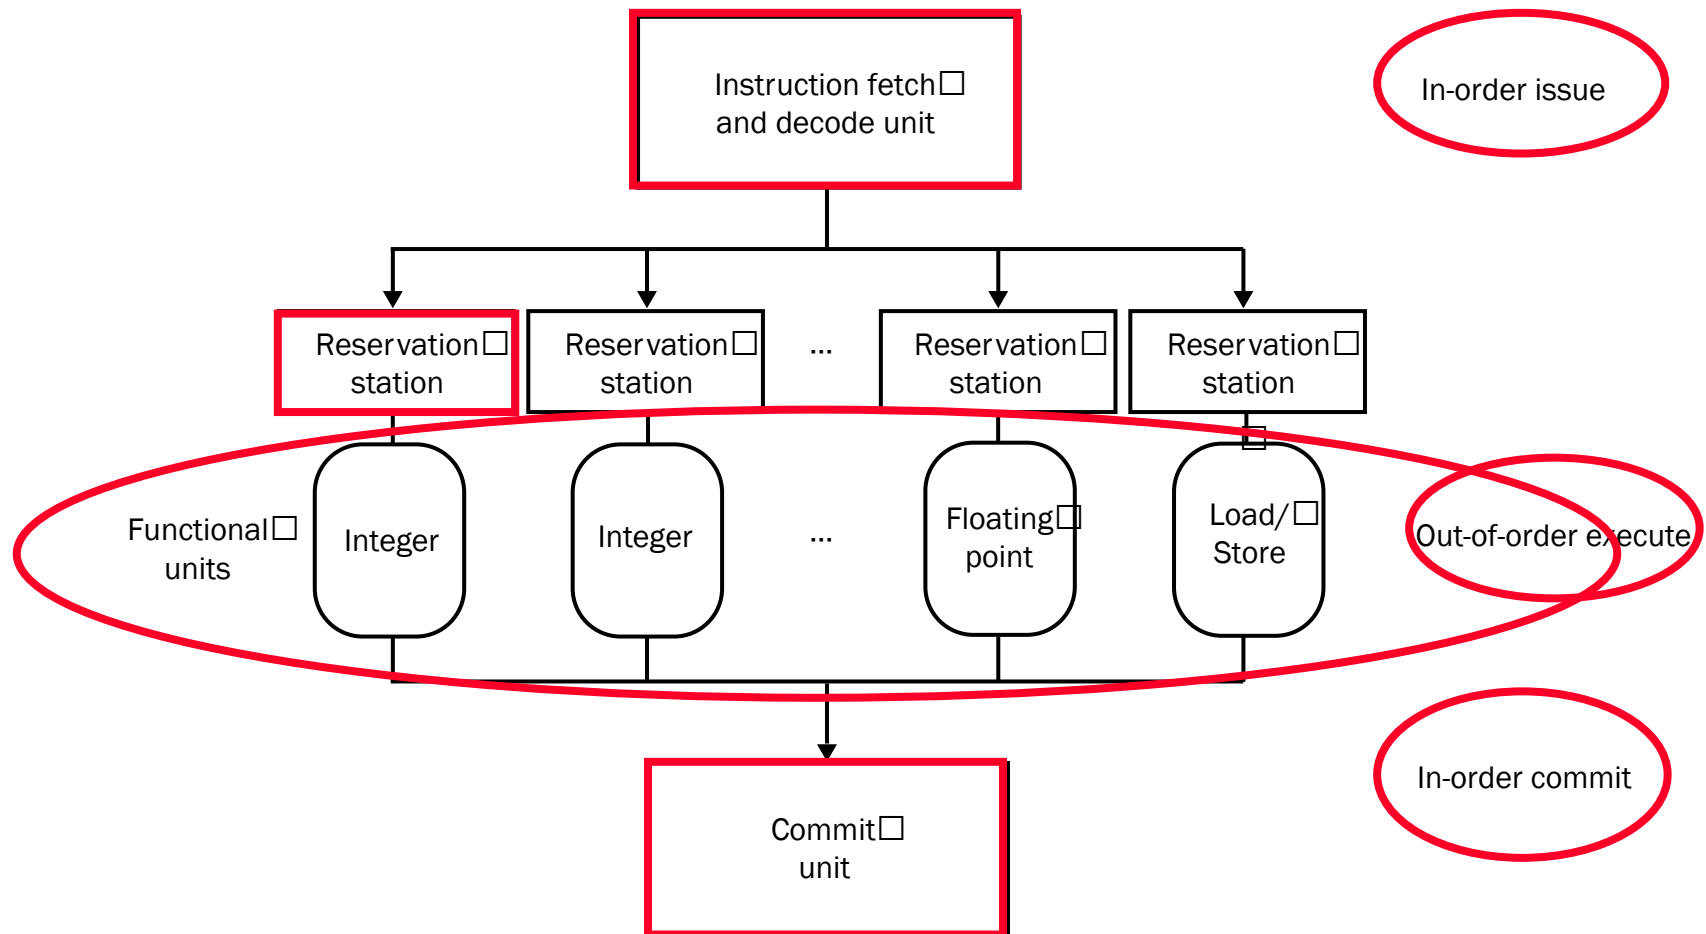 Instruction fetch
and decode unit
In-order issue
Reservation
station
Reservation
station
...
Reservation
station
Reservation
station
Functional
units
Integer
Integer
...
Floating
point
Load/
Store
Out-of-order execute
In-order commit
Commit
unit